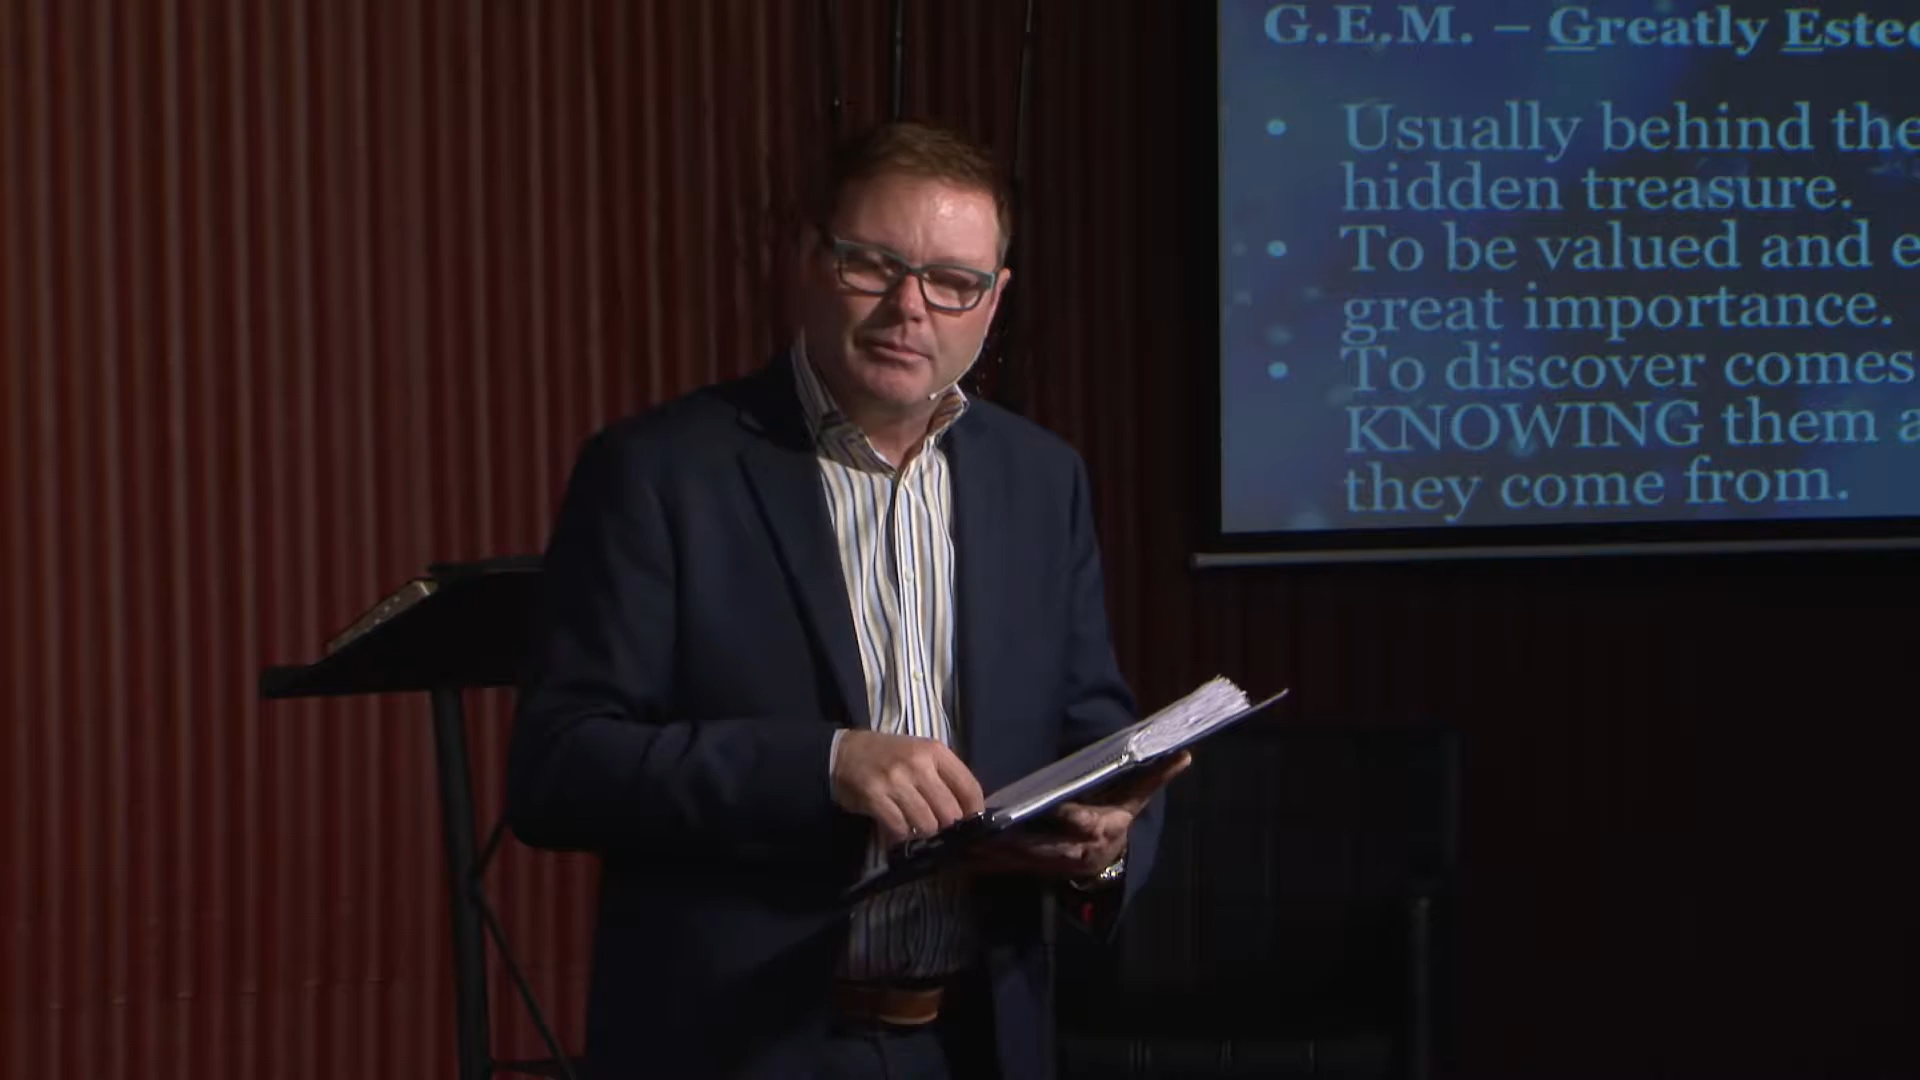 G.E.M. – Greatly
• Usually behind the
hidden treasure.
• To be valued and
great importance.
• To discover comes
KNOWING them
they come from.